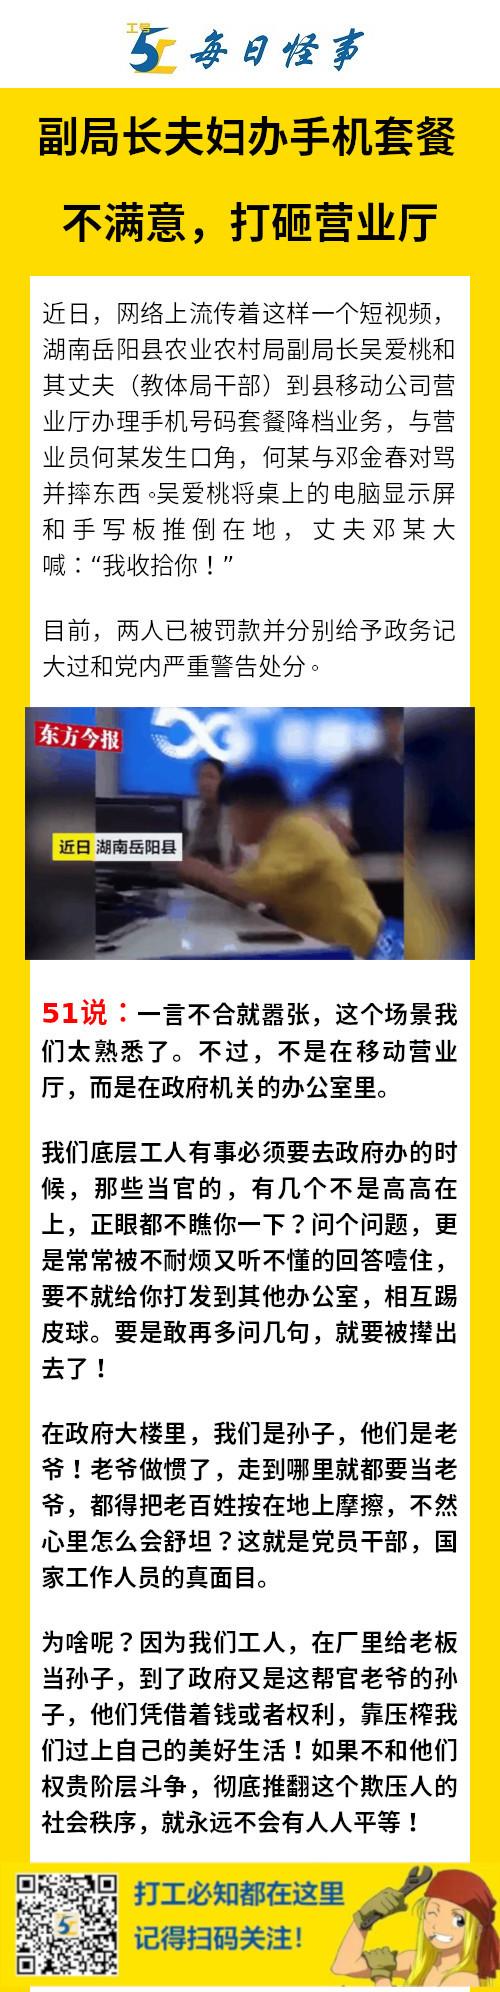 工号
51 每日怪事
副局长夫妇办手机套餐
不满意，打砸营业厅
近日，网络上流传着这样一个短视频，
湖南岳阳县农业农村局副局长吴爱桃和
其丈夫（教体局干部）到县移动公司营
业厅办理手机号码套餐降档业务，与营
业员何某发生口角，何某与邓金春对骂
并摔东西。吴爱桃将桌上的电脑显示屏
和手写板推倒在地，丈夫邓某大
喊：“我收拾你！”
目前，两人已被罚款并分别给予政务记
大过和党内严重警告处分。
东方今报
5G
近日 湖南岳阳县
51说：一言不合就嚣张，这个场景我
们太熟悉了。不过，不是在移动营业
厅，而是在政府机关的办公室里。
我们底层工人有事必须要去政府办的时
候，那些当官的，有几个不是高高在
上，正眼都不瞧你一下？问个问题，更
是常常被不耐烦又听不懂的回答噎住，
要不就给你打发到其他办公室，相互踢
皮球。要是敢再多问几句，就要被撵出
去了！
在政府大楼里，我们是孙子，他们是老
爷！老爷做惯了，走到哪里就都要当老
爷，都得把老百姓按在地上摩擦，不然
心里怎么会舒坦？这就是党员干部，国
家工作人员的真面目。
为啥呢？因为我们工人，在厂里给老板
当孙子，到了政府又是这帮官老爷的孙
子，他们凭借着钱或者权利，靠压榨我
们过上自己的美好生活！如果不和他们
权贵阶层斗争，彻底推翻这个欺压人的
社会秩序，就永远不会有人人平等！
打工必知都在这里
记得扫码关注！